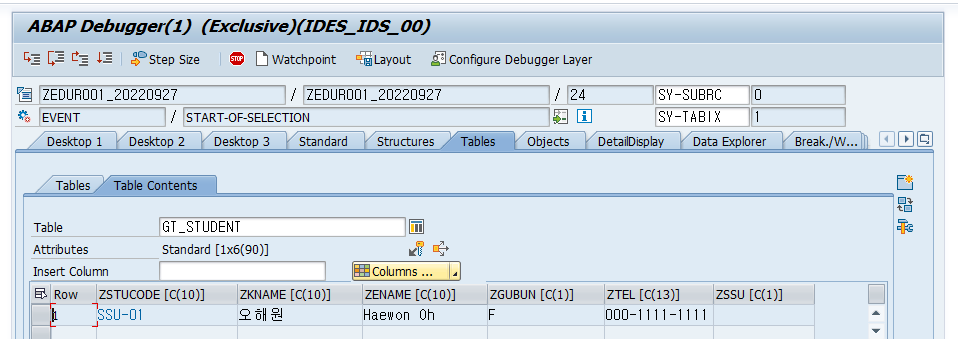 ABAP Debugger(1) (Exclusive)(IDES_IDS_00)
Step Size STOP Watchpoint Layout Configure Debugger Layer
ZEDUR001_20220927 / ZEDUR001_20220927 / 24 SY-SUBRC 0
EVENT / START-OF-SELECTION SY-TABIX 1
Desktop 1 Desktop 2 Desktop 3 Standard Structures Tables Objects DetailDisplay Data Explorer Break./W...
Tables Table Contents
Table GT_STUDENT
Attributes Standard [1x6(90)]
Insert Column Columns ...
Row ZSTUCODE [C(10)] ZKNAME [C(10)] ZENAME [C(10)] ZGUBUN [C(1)] ZTEL [C(13)] ZSSU [C(1)]
1 SSU-01 오해원 Haewon Oh F 000-1111-1111